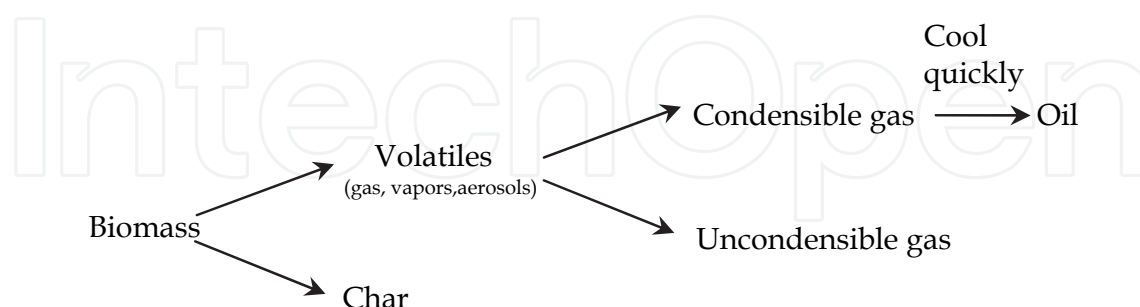 IntechOpen
Cool
quickly
Condensible gas
Oil
Volatiles
(gas, vapors,aerosols)
Biomass
Uncondensible gas
Char